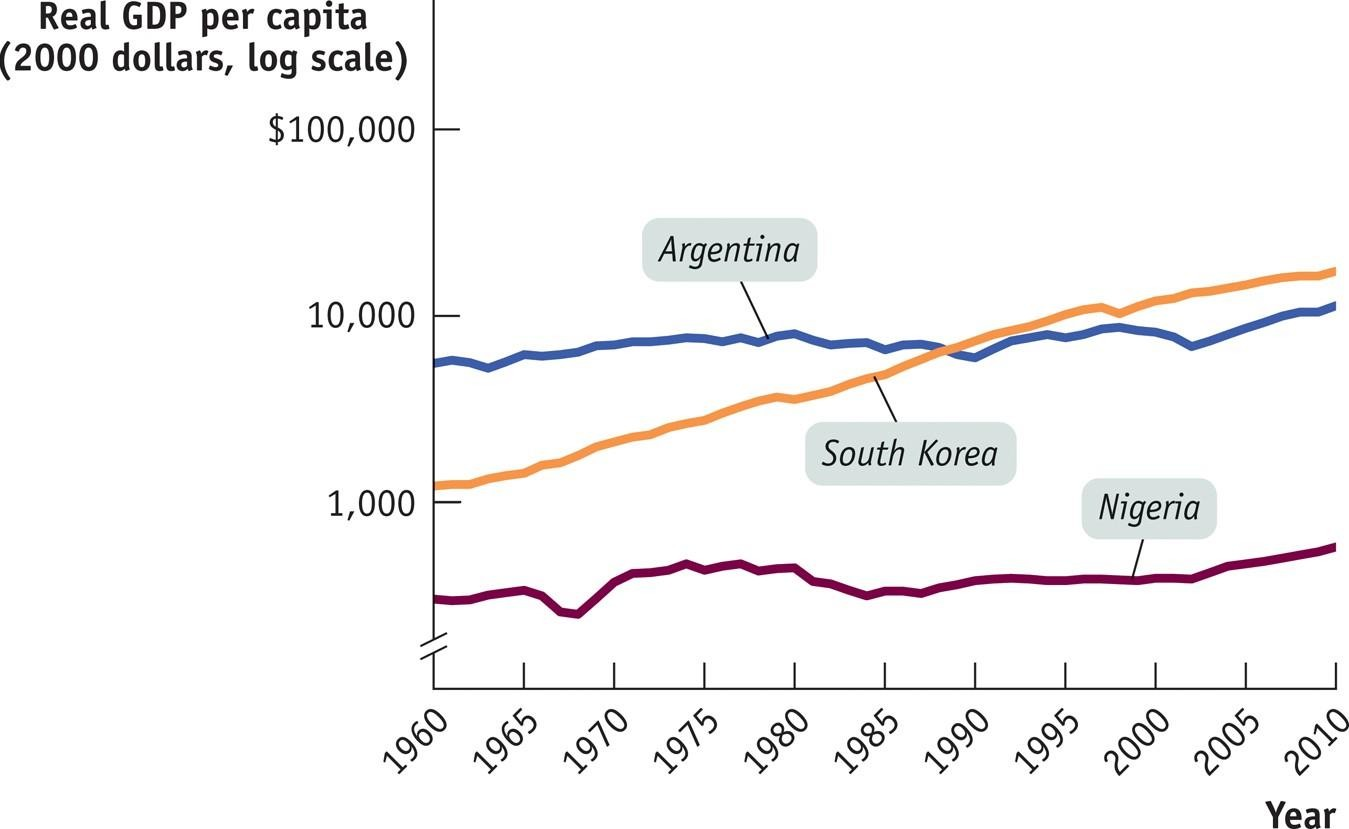 Real GDP per capita
(2000 dollars, log scale)
$100,000
Argentina
10,000
South Korea
1,000
Nigeria
1960 1965 1970 1975 1980 1985 1990 1995 2000 2005 2010
Year